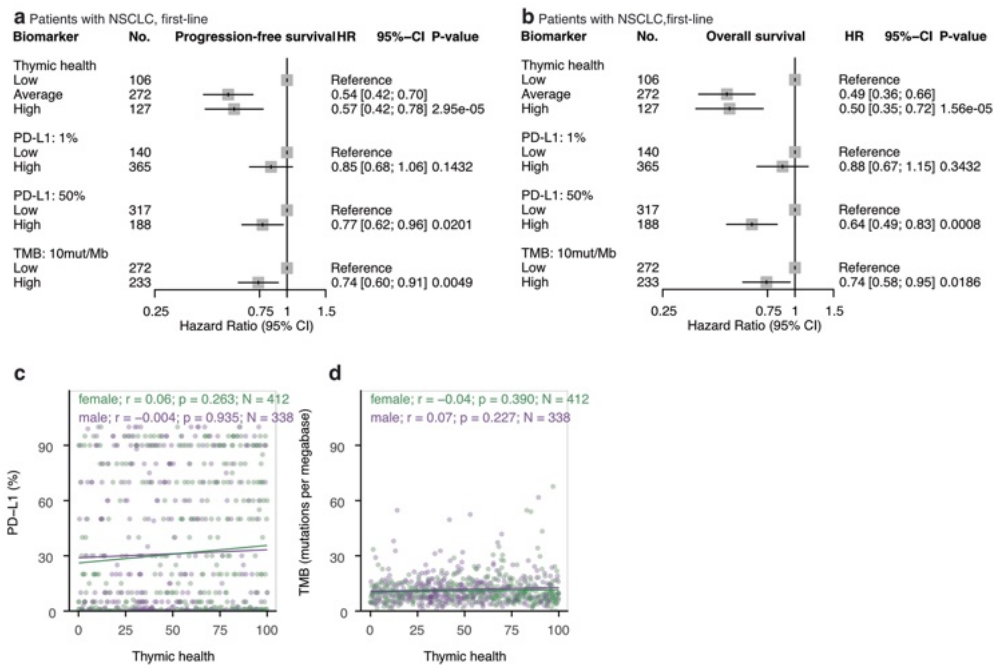 a Patients with NSCLC, first-line
Biomarker No. Progression-free survival HR 95%-CI P-value
Thymic health
Low 106 Reference
Average 272 0.54 [0.42; 0.70]
High 127 0.57 [0.42; 0.78] 2.95e-05
PD-L1: 1%
Low 140 Reference
High 365 0.85 [0.68; 1.06] 0.1432
PD-L1: 50%
Low 317 Reference
High 188 0.77 [0.62; 0.96] 0.0201
TMB: 10mut/Mb
Low 272 Reference
High 233 0.74 [0.60; 0.91] 0.0049
0.25 0.75 1 1.5
Hazard Ratio (95% CI)
b Patients with NSCLC,first-line
Biomarker No. Overall survival HR 95%-CI P-value
Thymic health
Low 106 Reference
Average 272 0.49 [0.36; 0.66]
High 127 0.50 [0.35; 0.72] 1.56e-05
PD-L1: 1%
Low 140 Reference
High 365 0.88 [0.67; 1.15] 0.3432
PD-L1: 50%
Low 317 Reference
High 188 0.64 [0.49; 0.83] 0.0008
TMB: 10mut/Mb
Low 272 Reference
High 233 0.74 [0.58; 0.95] 0.0186
0.25 0.75 1 1.5
Hazard Ratio (95% CI)
c
female; r = 0.06; p = 0.263; N = 412
male; r = −0.004; p = 0.935; N = 338
PD−L1 (%)
90
60
30
0
0 25 50 75 100
Thymic health
d
female; r = −0.04; p = 0.390; N = 412
male; r = 0.07; p = 0.227; N = 338
TMB (mutations per megabase)
90
60
30
0
0 25 50 75 100
Thymic health